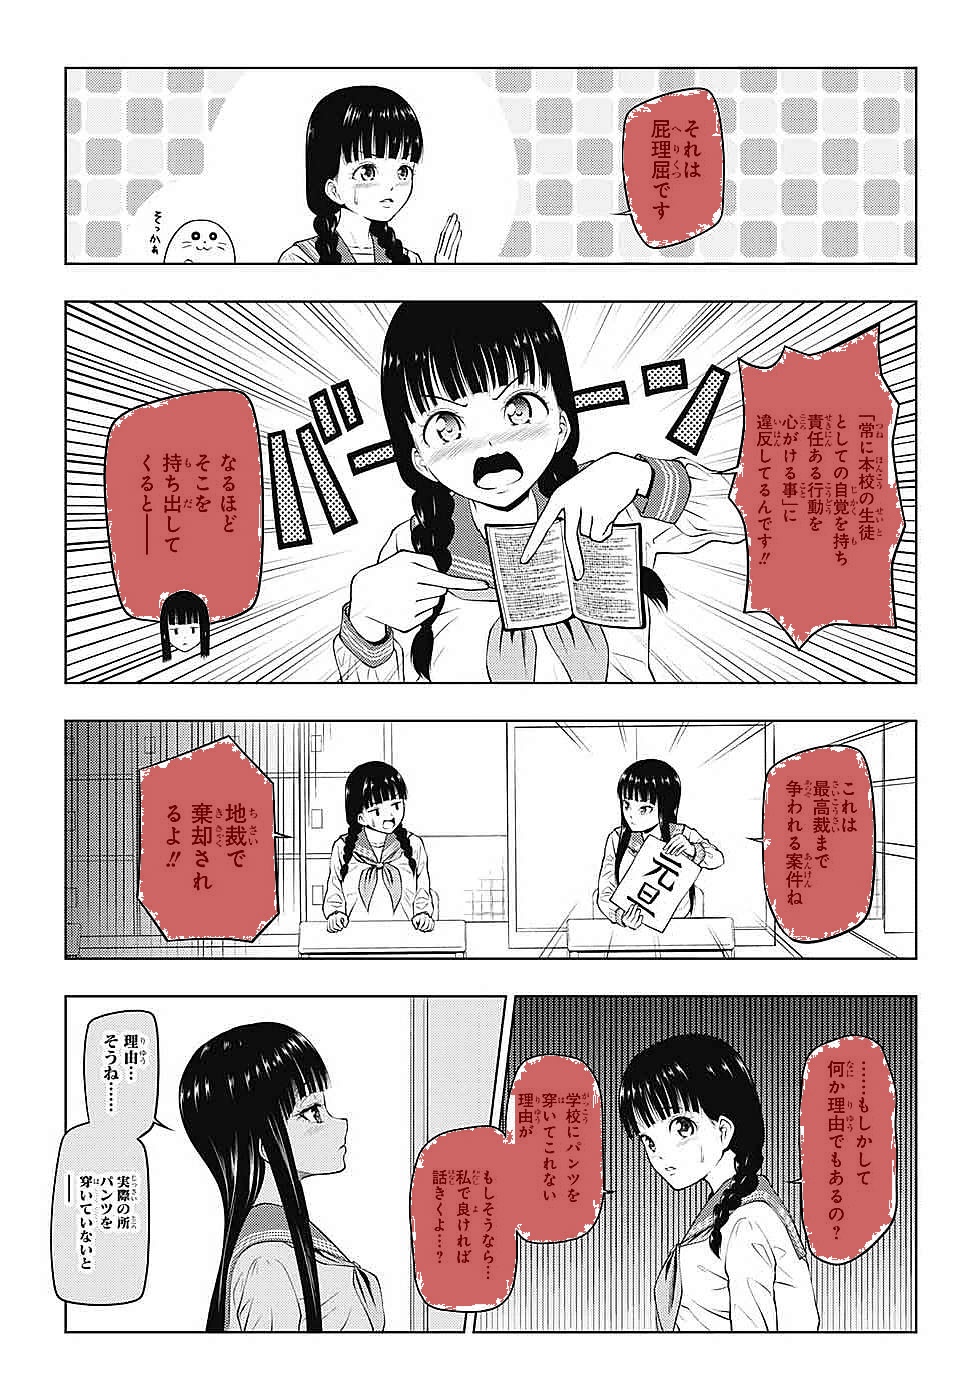 それは
屁理屈です
そっかぁ
「常に本校の生徒
としての自覚を持ち
責任ある行動を
心がける事」に
違反してるんです!!
バーーン
なるほど
そこを
持ち出して
くると——
これは
最高裁まで
争われる案件ね
元旦
地裁で
棄却され
るよ!!
……もしかして
何か理由でもあるの?
学校にパンツを
穿いてこれない
理由が
もしそうなら…
私で良ければ
話きくよ…?
理由…
そうね……
実際の所
パンツを
穿いていないと
——